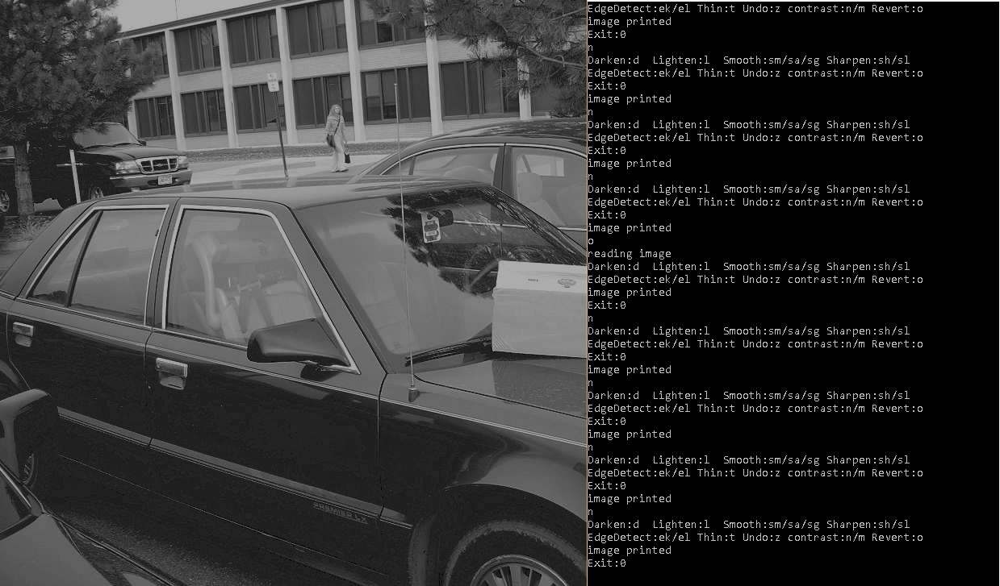 EdgeDetect:ek/el Thin:t Undo:z contrast:n/m Revert:o
image printed
Exit:0
n
Darken:d  Lighten:l  Smooth:sm/sa/sg Sharpen:sh/sl
EdgeDetect:ek/el Thin:t Undo:z contrast:n/m Revert:o
Exit:0
image printed
n
Darken:d  Lighten:l  Smooth:sm/sa/sg Sharpen:sh/sl
EdgeDetect:ek/el Thin:t Undo:z contrast:n/m Revert:o
Exit:0
image printed
n
Darken:d  Lighten:l  Smooth:sm/sa/sg Sharpen:sh/sl
EdgeDetect:ek/el Thin:t Undo:z contrast:n/m Revert:o
Exit:0
image printed
o
reading image
Darken:d  Lighten:l  Smooth:sm/sa/sg Sharpen:sh/sl
EdgeDetect:ek/el Thin:t Undo:z contrast:n/m Revert:o
image printed
Exit:0
n
Darken:d  Lighten:l  Smooth:sm/sa/sg Sharpen:sh/sl
EdgeDetect:ek/el Thin:t Undo:z contrast:n/m Revert:o
Exit:0
image printed
n
Darken:d  Lighten:l  Smooth:sm/sa/sg Sharpen:sh/sl
EdgeDetect:ek/el Thin:t Undo:z contrast:n/m Revert:o
Exit:0
image printed
n
Darken:d  Lighten:l  Smooth:sm/sa/sg Sharpen:sh/sl
EdgeDetect:ek/el Thin:t Undo:z contrast:n/m Revert:o
Exit:0
image printed
n
Darken:d  Lighten:l  Smooth:sm/sa/sg Sharpen:sh/sl
EdgeDetect:ek/el Thin:t Undo:z contrast:n/m Revert:o
image printed
Exit:0
PREMIER LX